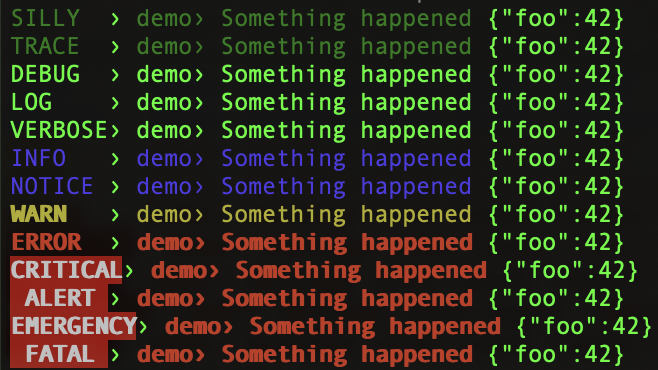 SILLY   › demo› Something happened {"foo":42}
TRACE   › demo› Something happened {"foo":42}
DEBUG   › demo› Something happened {"foo":42}
LOG     › demo› Something happened {"foo":42}
VERBOSE› demo› Something happened {"foo":42}
INFO    › demo› Something happened {"foo":42}
NOTICE  › demo› Something happened {"foo":42}
WARN    › demo› Something happened {"foo":42}
ERROR   › demo› Something happened {"foo":42}
CRITICAL› demo› Something happened {"foo":42}
ALERT  › demo› Something happened {"foo":42}
EMERGENCY› demo› Something happened {"foo":42}
FATAL  › demo› Something happened {"foo":42}